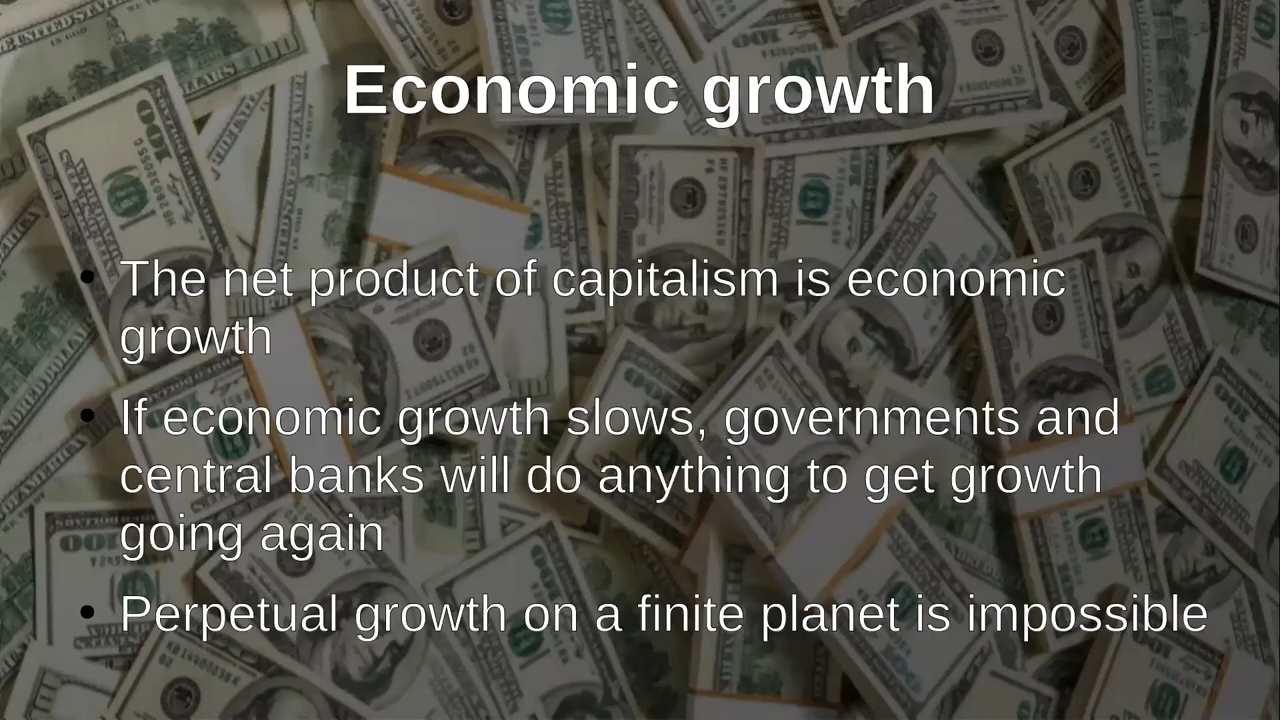 Economic growth
• The net product of capitalism is economic
growth
• If economic growth slows, governments and
central banks will do anything to get growth
going again
• Perpetual growth on a finite planet is impossible